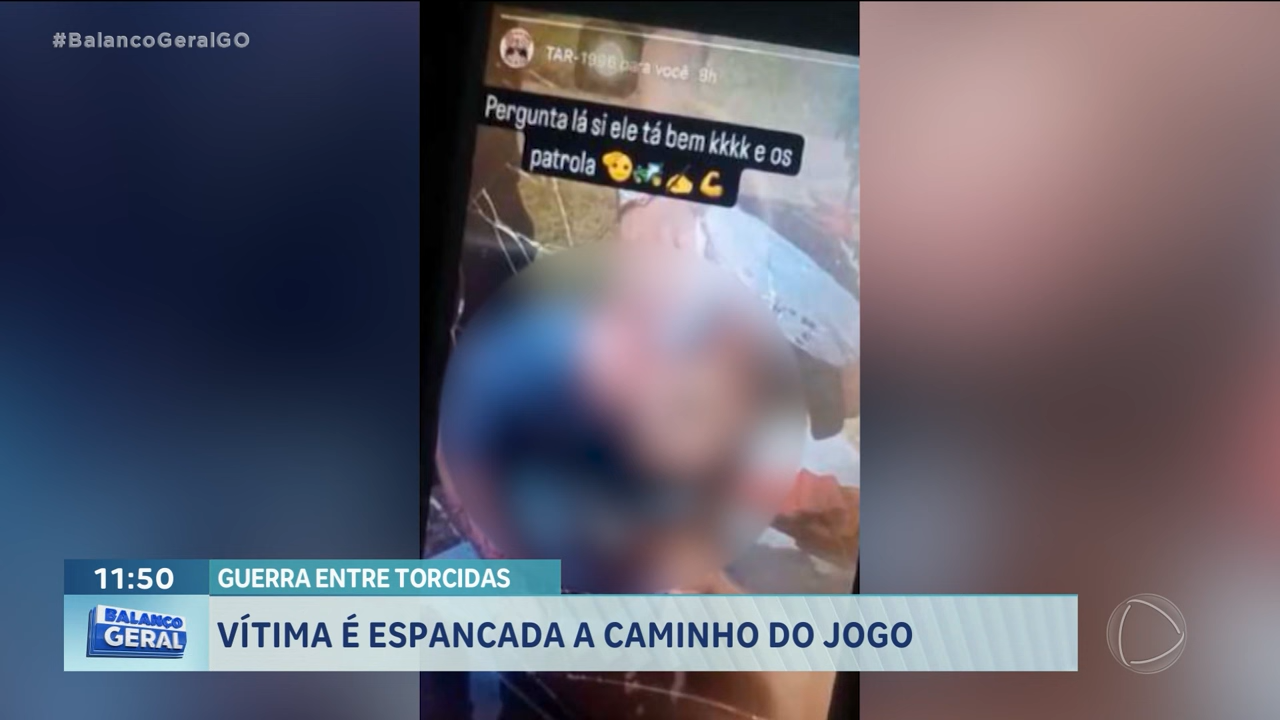 #BalancoGeralGO
TAR-1996 para você 8h
Pergunta lá si ele tá bem kkkk e os
patrola
11:50
GUERRA ENTRE TORCIDAS
BALANÇO
GERAL
VÍTIMA É ESPANCADA A CAMINHO DO JOGO